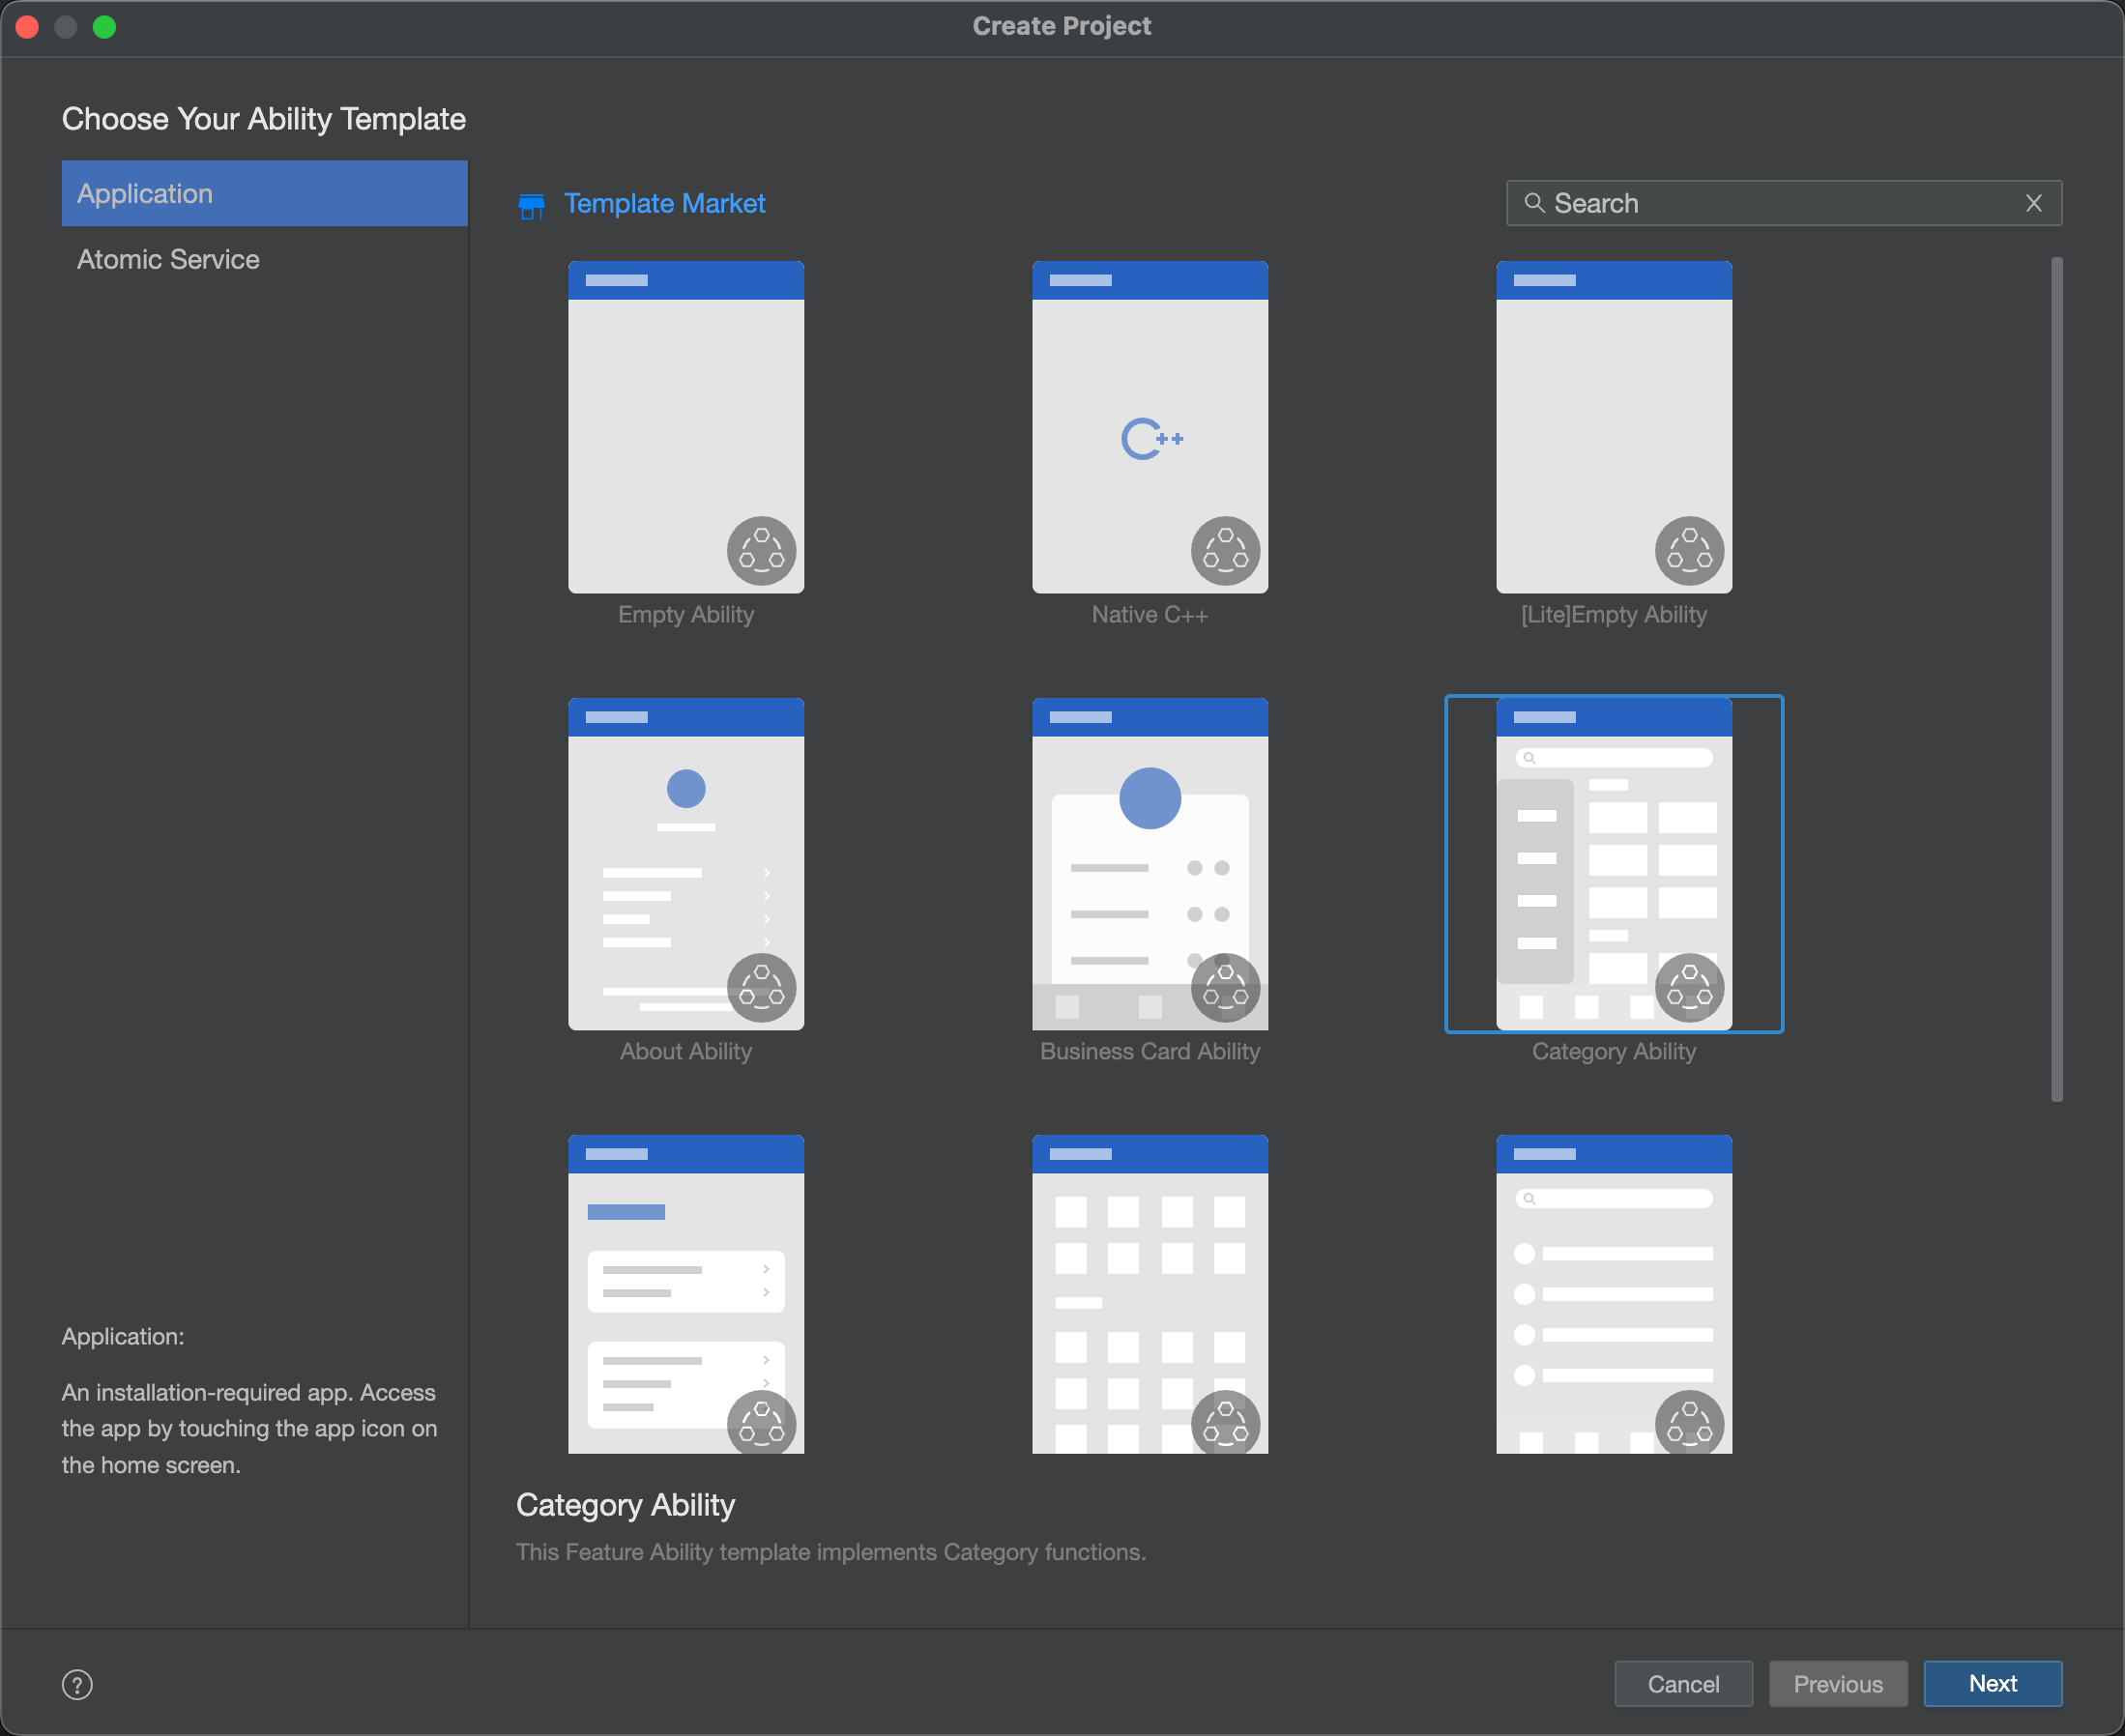 Create Project
Choose Your Ability Template
Application
Atomic Service
Template Market
Search
Empty Ability
C++
Native C++
[Lite]Empty Ability
About Ability
Business Card Ability
Category Ability
Application:
An installation-required app. Access
the app by touching the app icon on
the home screen.
Category Ability
This Feature Ability template implements Category functions.
?
Cancel
Previous
Next